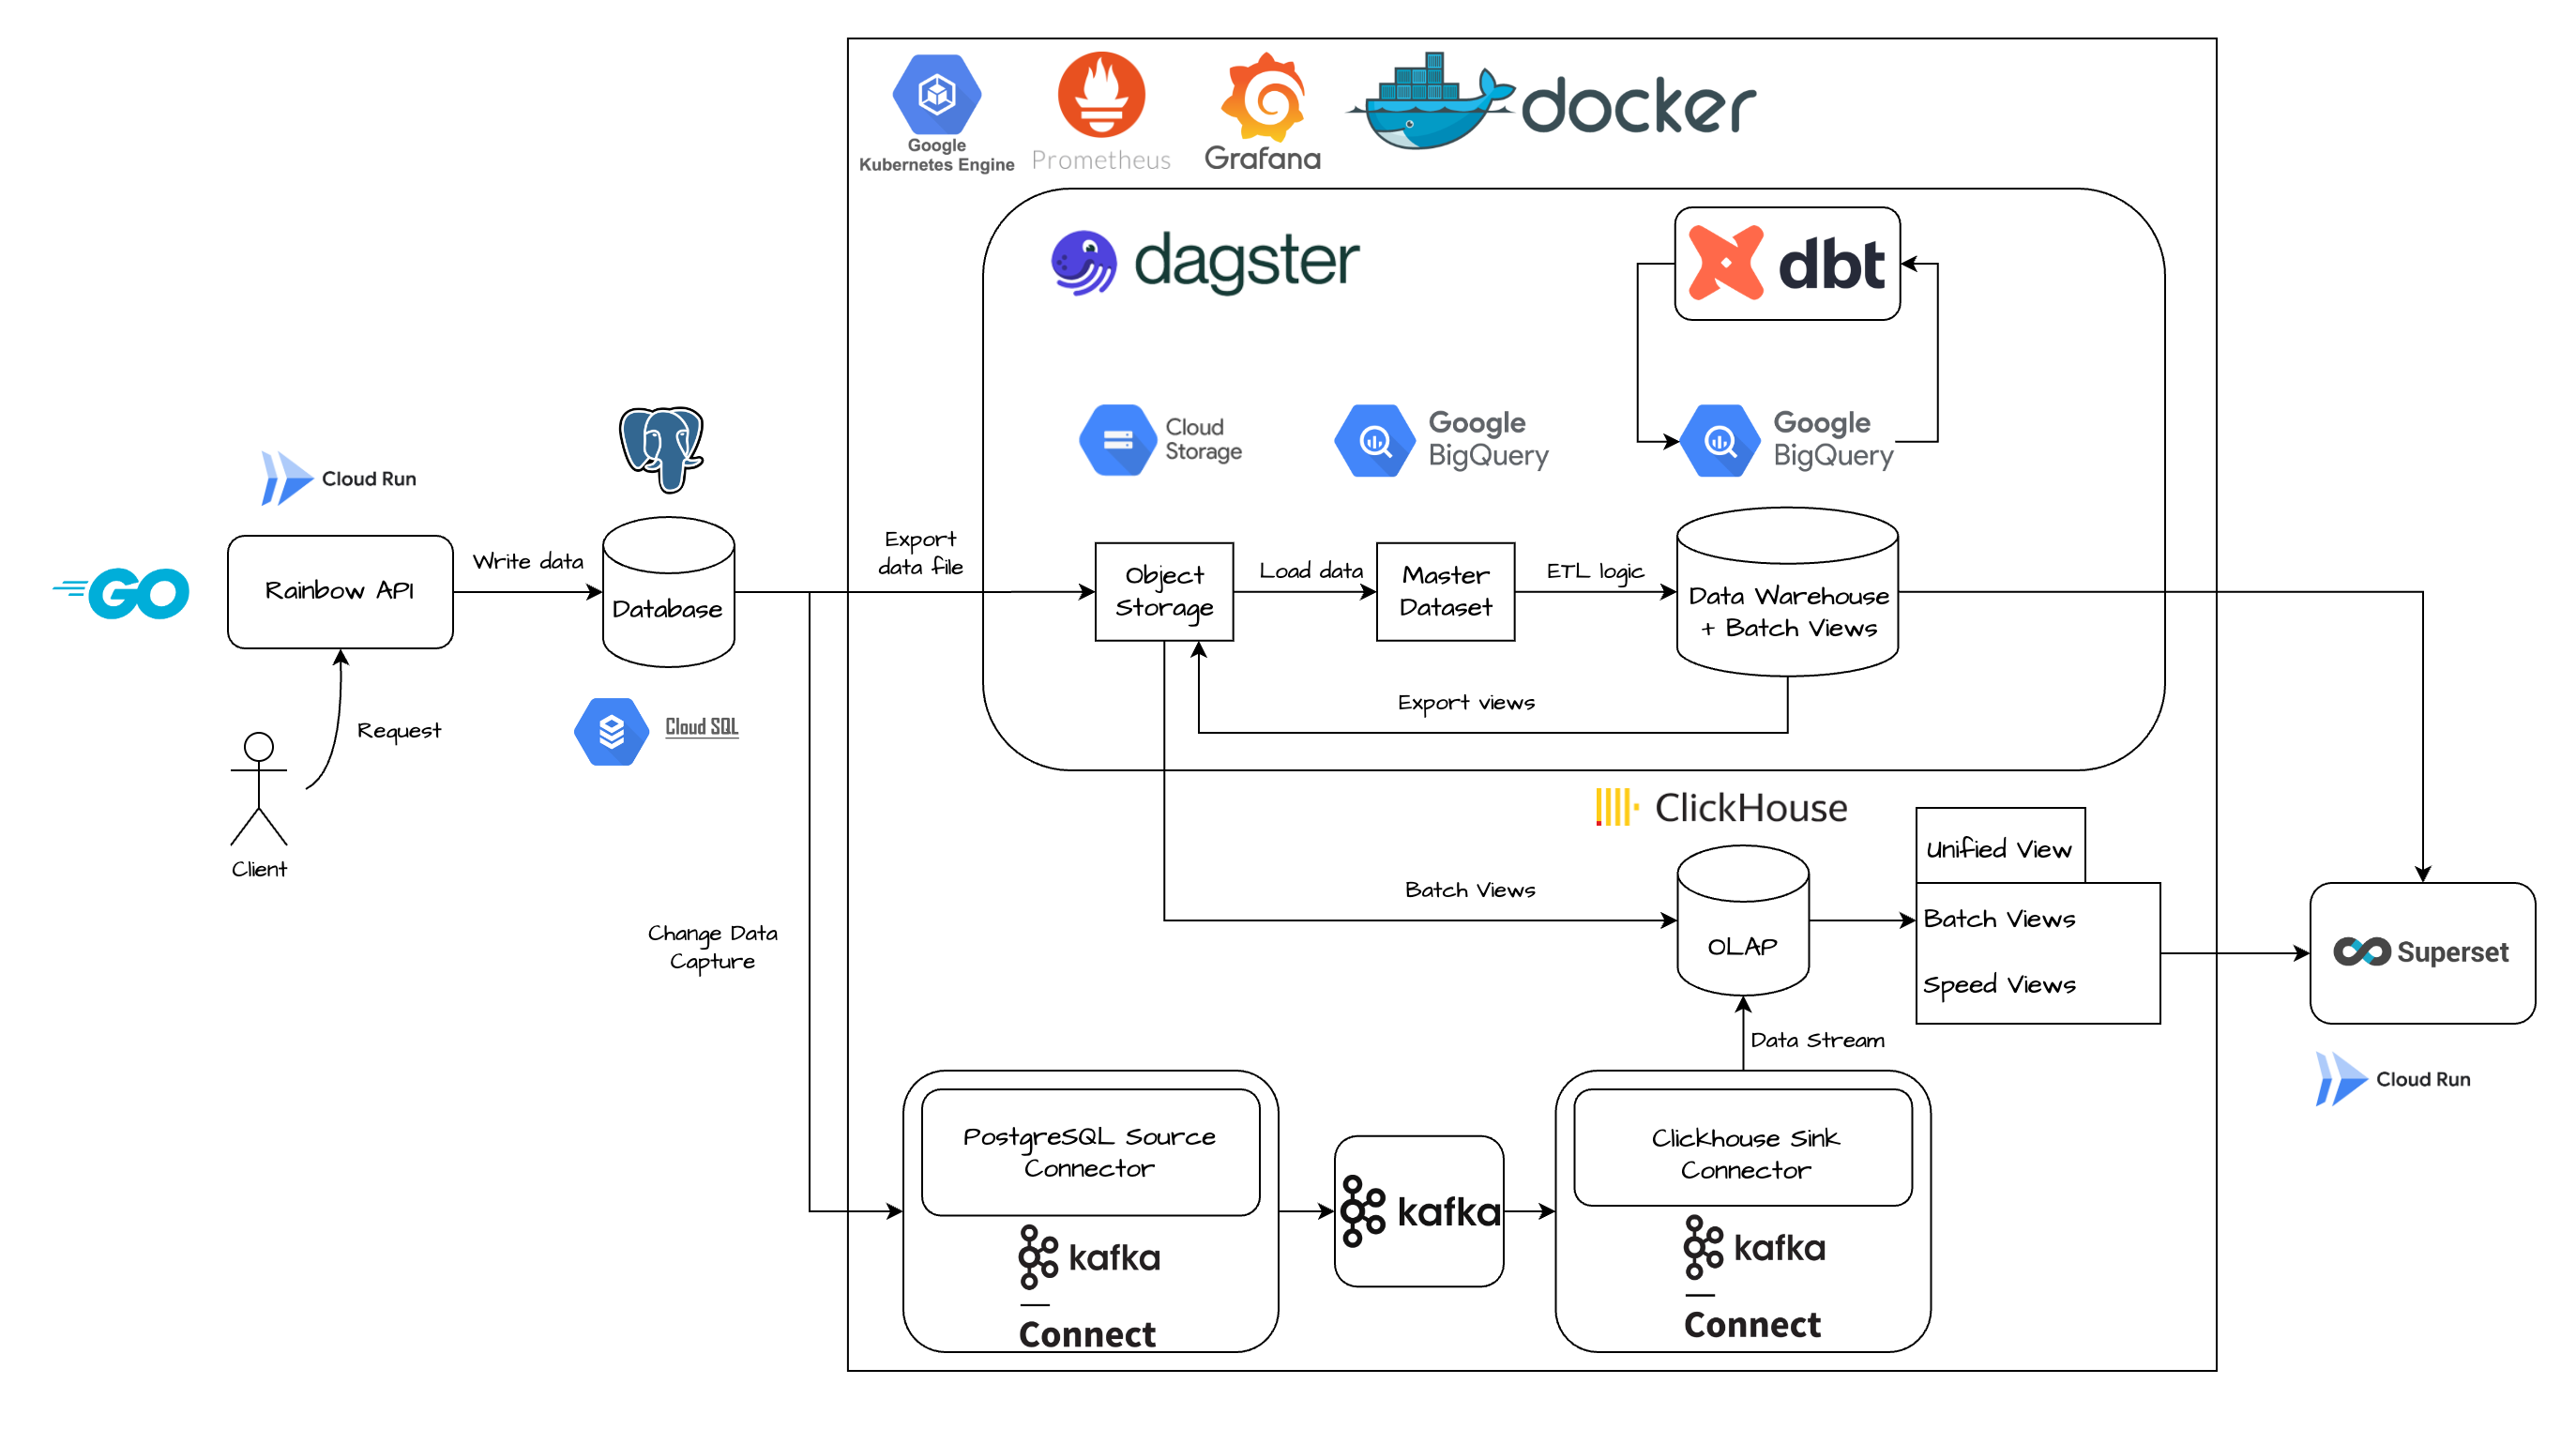 Google
Kubernetes Engine
Prometheus
Grafana
docker
dagster
dbt
Cloud
Storage
Google
BigQuery
Google
BigQuery
Cloud Run
GO
Rainbow API
Write data
Database
Export
data file
Object
Storage
Load data
Master
Dataset
ETL logic
Data Warehouse
+ Batch Views
Export views
Request
Cloud SQL
Client
ClickHouse
Unified View
Batch Views
Batch Views
Speed Views
OLAP
Change Data
Capture
Superset
Data Stream
Cloud Run
PostgreSQL Source
Connector
kafka
Connect
kafka
Clickhouse Sink
Connector
kafka
Connect